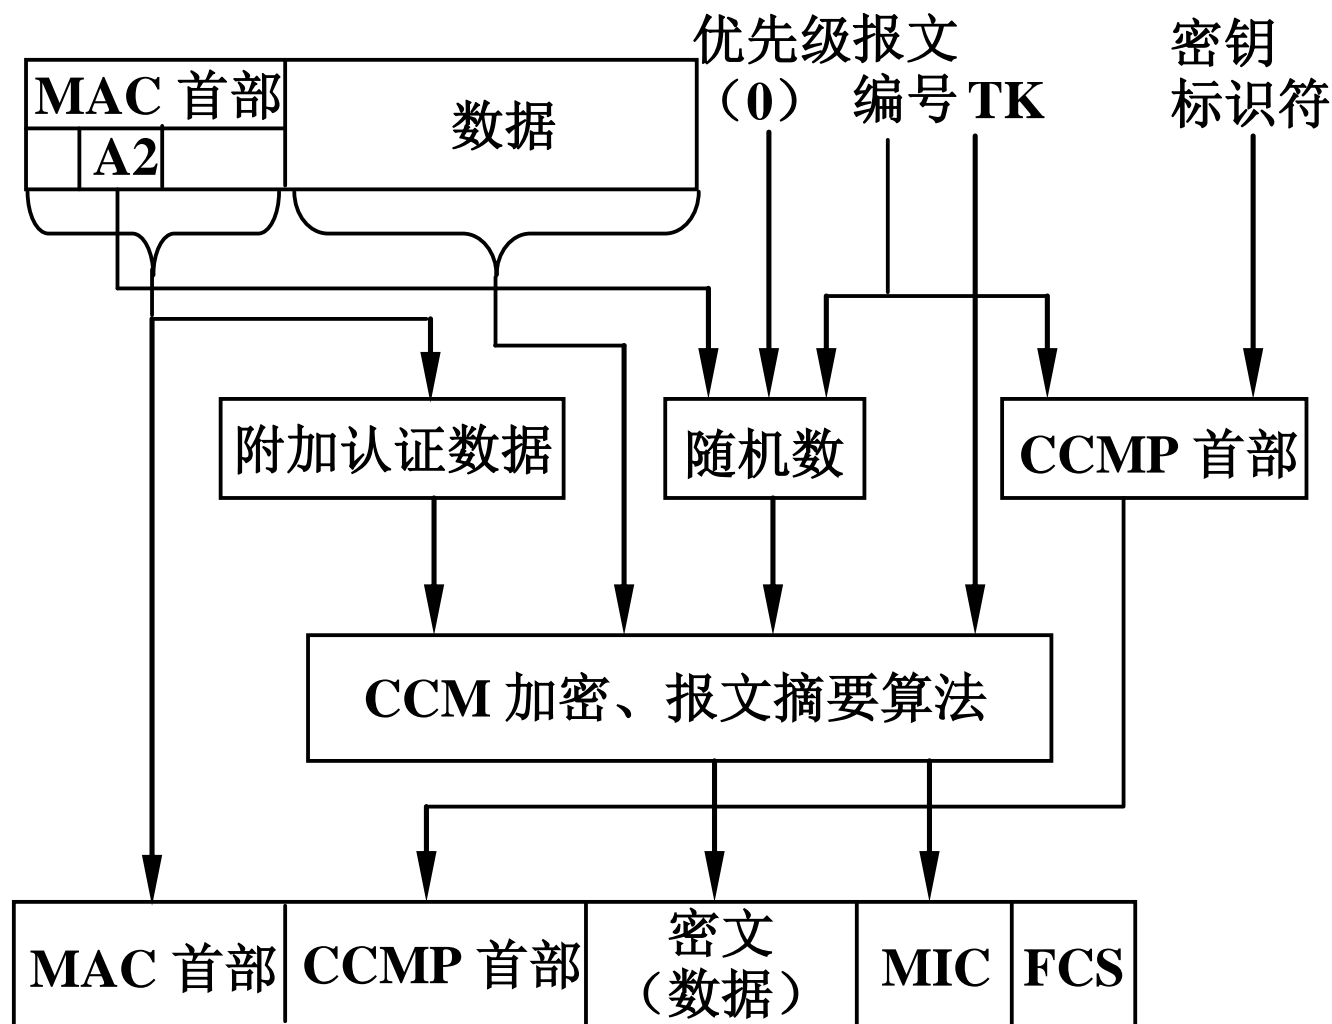 优先级报文
密钥
MAC 首部
数据
（0）
编号 TK
标识符
A2
附加认证数据
随机数
CCMP 首部
CCM 加密、报文摘要算法
MAC 首部
CCMP 首部
密文
（数据）
MIC
FCS